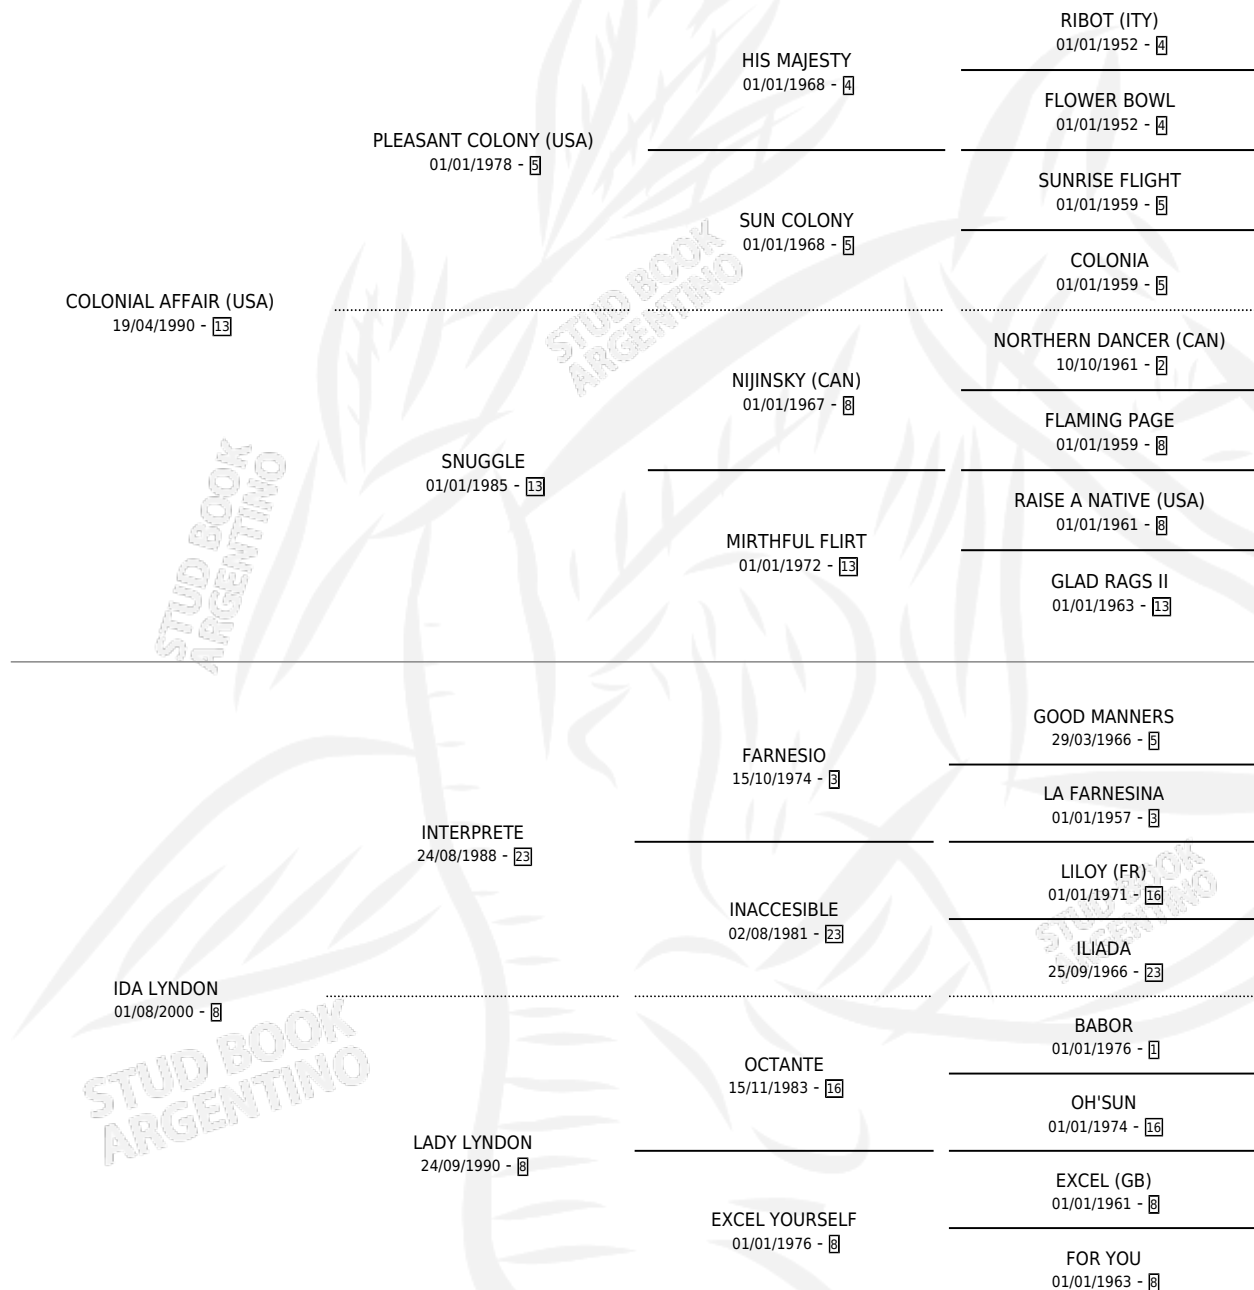 RIBOT (ITY)
01/01/1952 - 4
HIS MAJESTY
01/01/1968 - 4
FLOWER BOWL
01/01/1952 - 4
PLEASANT COLONY (USA)
01/01/1978 - 5
SUNRISE FLIGHT
01/01/1959 - 5
SUN COLONY
01/01/1968 - 5
COLONIA
01/01/1959 - 5
COLONIAL AFFAIR (USA)
19/04/1990 - 13
NORTHERN DANCER (CAN)
10/10/1961 - 2
NIJINSKY (CAN)
01/01/1967 - 8
FLAMING PAGE
01/01/1959 - 8
SNUGGLE
01/01/1985 - 13
RAISE A NATIVE (USA)
01/01/1961 - 8
MIRTHFUL FLIRT
01/01/1972 - 13
GLAD RAGS II
01/01/1963 - 13
GOOD MANNERS
29/03/1966 - 5
FARNESIO
15/10/1974 - 3
LA FARNESINA
01/01/1957 - 3
INTERPRETE
24/08/1988 - 23
LILOY (FR)
01/01/1971 - 16
INACCESIBLE
02/08/1981 - 23
ILIADA
25/09/1966 - 23
IDA LYNDON
01/08/2000 - 8
BABOR
01/01/1976 - 1
OCTANTE
15/11/1983 - 16
OH'SUN
01/01/1974 - 16
LADY LYNDON
24/09/1990 - 8
EXCEL (GB)
01/01/1961 - 8
EXCEL YOURSELF
01/01/1976 - 8
FOR YOU
01/01/1963 - 8
STUD BOOK
ARGENTINO
STUD BOOK
ARGENTINO
STUD BOOK
ARGENTINO
STUD BOOK
ARGENTINO